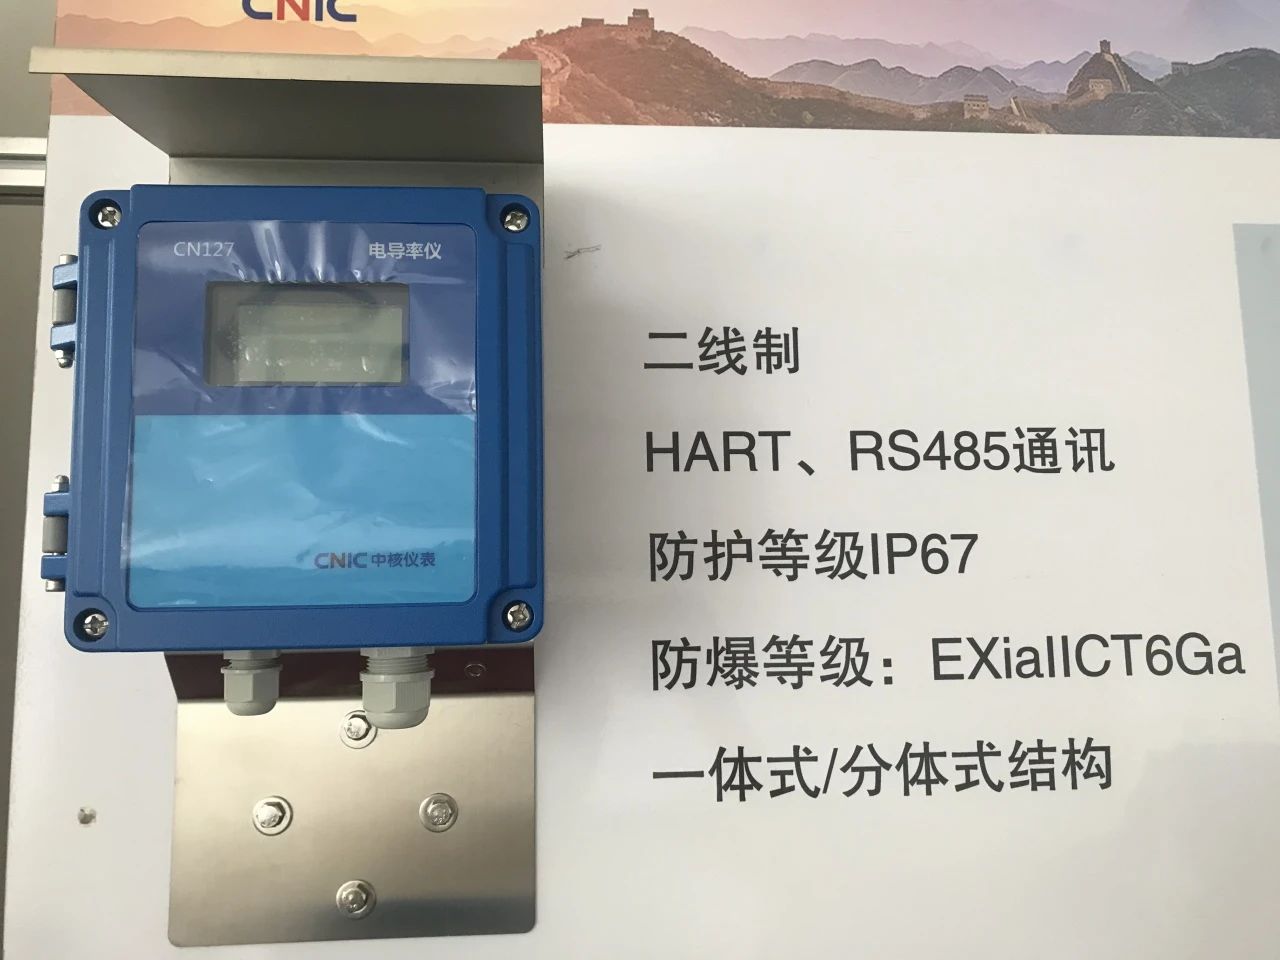 CNIC
CN127 电导率仪
CNIC 中核仪表
二线制
HART、RS485通讯
防护等级IP67
防爆等级：EXiaIICT6Ga
一体式/分体式结构